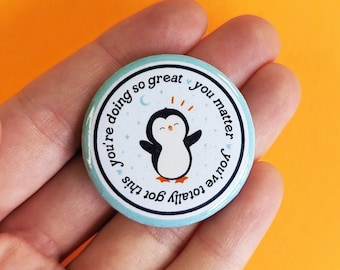 you're doing so great
you matter
you've totally got this